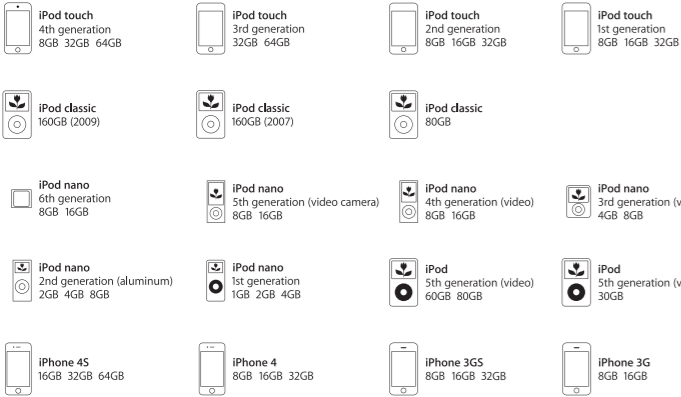 iPod touch
4th generation
8GB 32GB 64GB
iPod touch
3rd generation
32GB 64GB
iPod touch
2nd generation
8GB 16GB 32GB
iPod touch
1st generation
8GB 16GB 32GB
iPod classic
160GB (2009)
iPod classic
160GB (2007)
iPod classic
80GB
iPod nano
6th generation
8GB 16GB
iPod nano
5th generation (video camera)
8GB 16GB
iPod nano
4th generation (video)
8GB 16GB
iPod nano
3rd generation (v
4GB 8GB
iPod nano
2nd generation (aluminum)
2GB 4GB 8GB
iPod nano
1st generation
1GB 2GB 4GB
iPod
5th generation (video)
60GB 80GB
iPod
5th generation (v
30GB
iPhone 4S
16GB 32GB 64GB
iPhone 4
8GB 16GB 32GB
iPhone 3GS
8GB 16GB 32GB
iPhone 3G
8GB 16GB